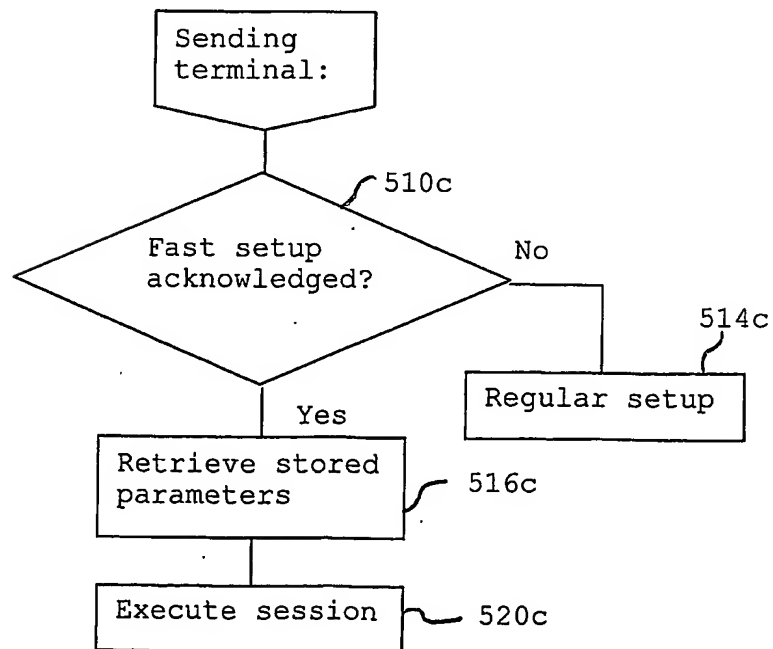 Sending
terminal:
510c
Fast setup
acknowledged?
No
514c
Regular setup
Yes
Retrieve stored
parameters
516c
Execute session
520c